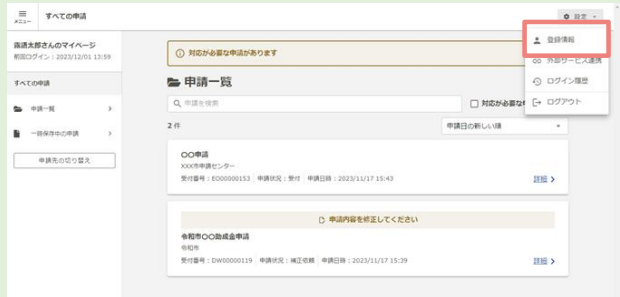 メニュー
すべての申請
設定
露語太郎さんのマイページ
前回ログイン：2023/12/01 13:59
すべての申請
申請一覧
一時保存中の申請
申請先の切り替え
対応が必要な申請があります
登録情報
外部サービス連携
ログイン履歴
ログアウト
申請一覧
申請を検索
対応が必要な申
2 件
申請日の新しい順
〇〇申請
XXX市申請センター
受付番号：EO00000153 申請状況：受付 申請日時：2023/11/17 15:43
詳細
申請内容を修正してください
令和市〇〇助成金申請
令和市
受付番号：DW00000119 申請状況：補正依頼 申請日時：2023/11/17 15:39
詳細